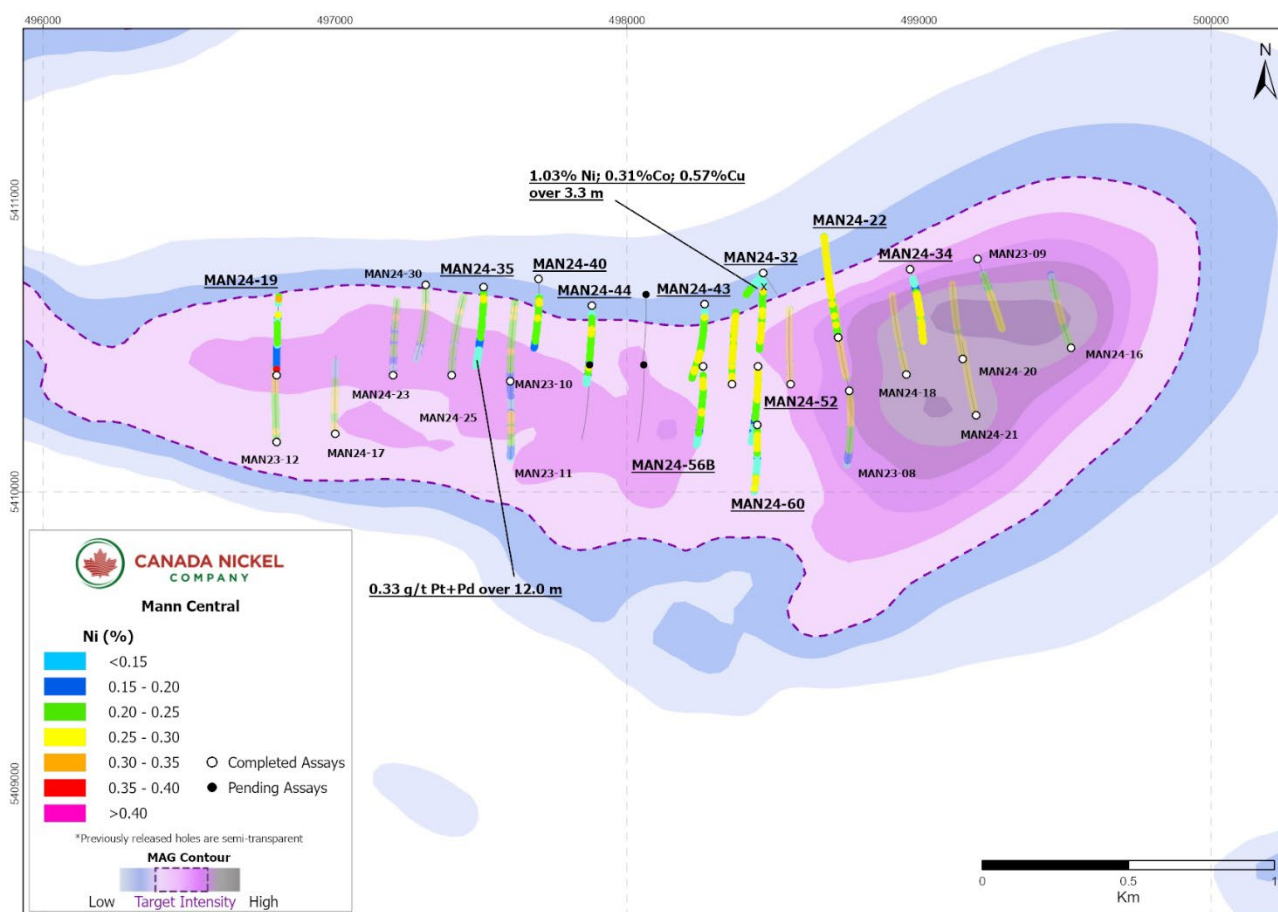 496000
497000
498000
499000
500000
N
5411000
5410000
5409000
1.03% Ni; 0.31%Co; 0.57%Cu
over 3.3 m
MAN24-22
MAN24-32
MAN24-34
MAN23-09
MAN24-19
MAN24-30
MAN24-35
MAN24-40
MAN24-44
MAN24-43
MAN24-16
MAN24-23
MAN23-10
MAN24-18
MAN24-20
MAN24-52
MAN24-25
MAN24-21
MAN23-12
MAN24-17
MAN23-11
MAN24-56B
MAN23-08
MAN24-60
0.33 g/t Pt+Pd over 12.0 m
CANADA NICKEL
COMPANY
Mann Central
Ni (%)
<0.15
0.15 - 0.20
0.20 - 0.25
0.25 - 0.30
0.30 - 0.35
0.35 - 0.40
>0.40
Completed Assays
Pending Assays
*Previously released holes are semi-transparent
MAG Contour
Low Target Intensity High
0 0.5 1
Km